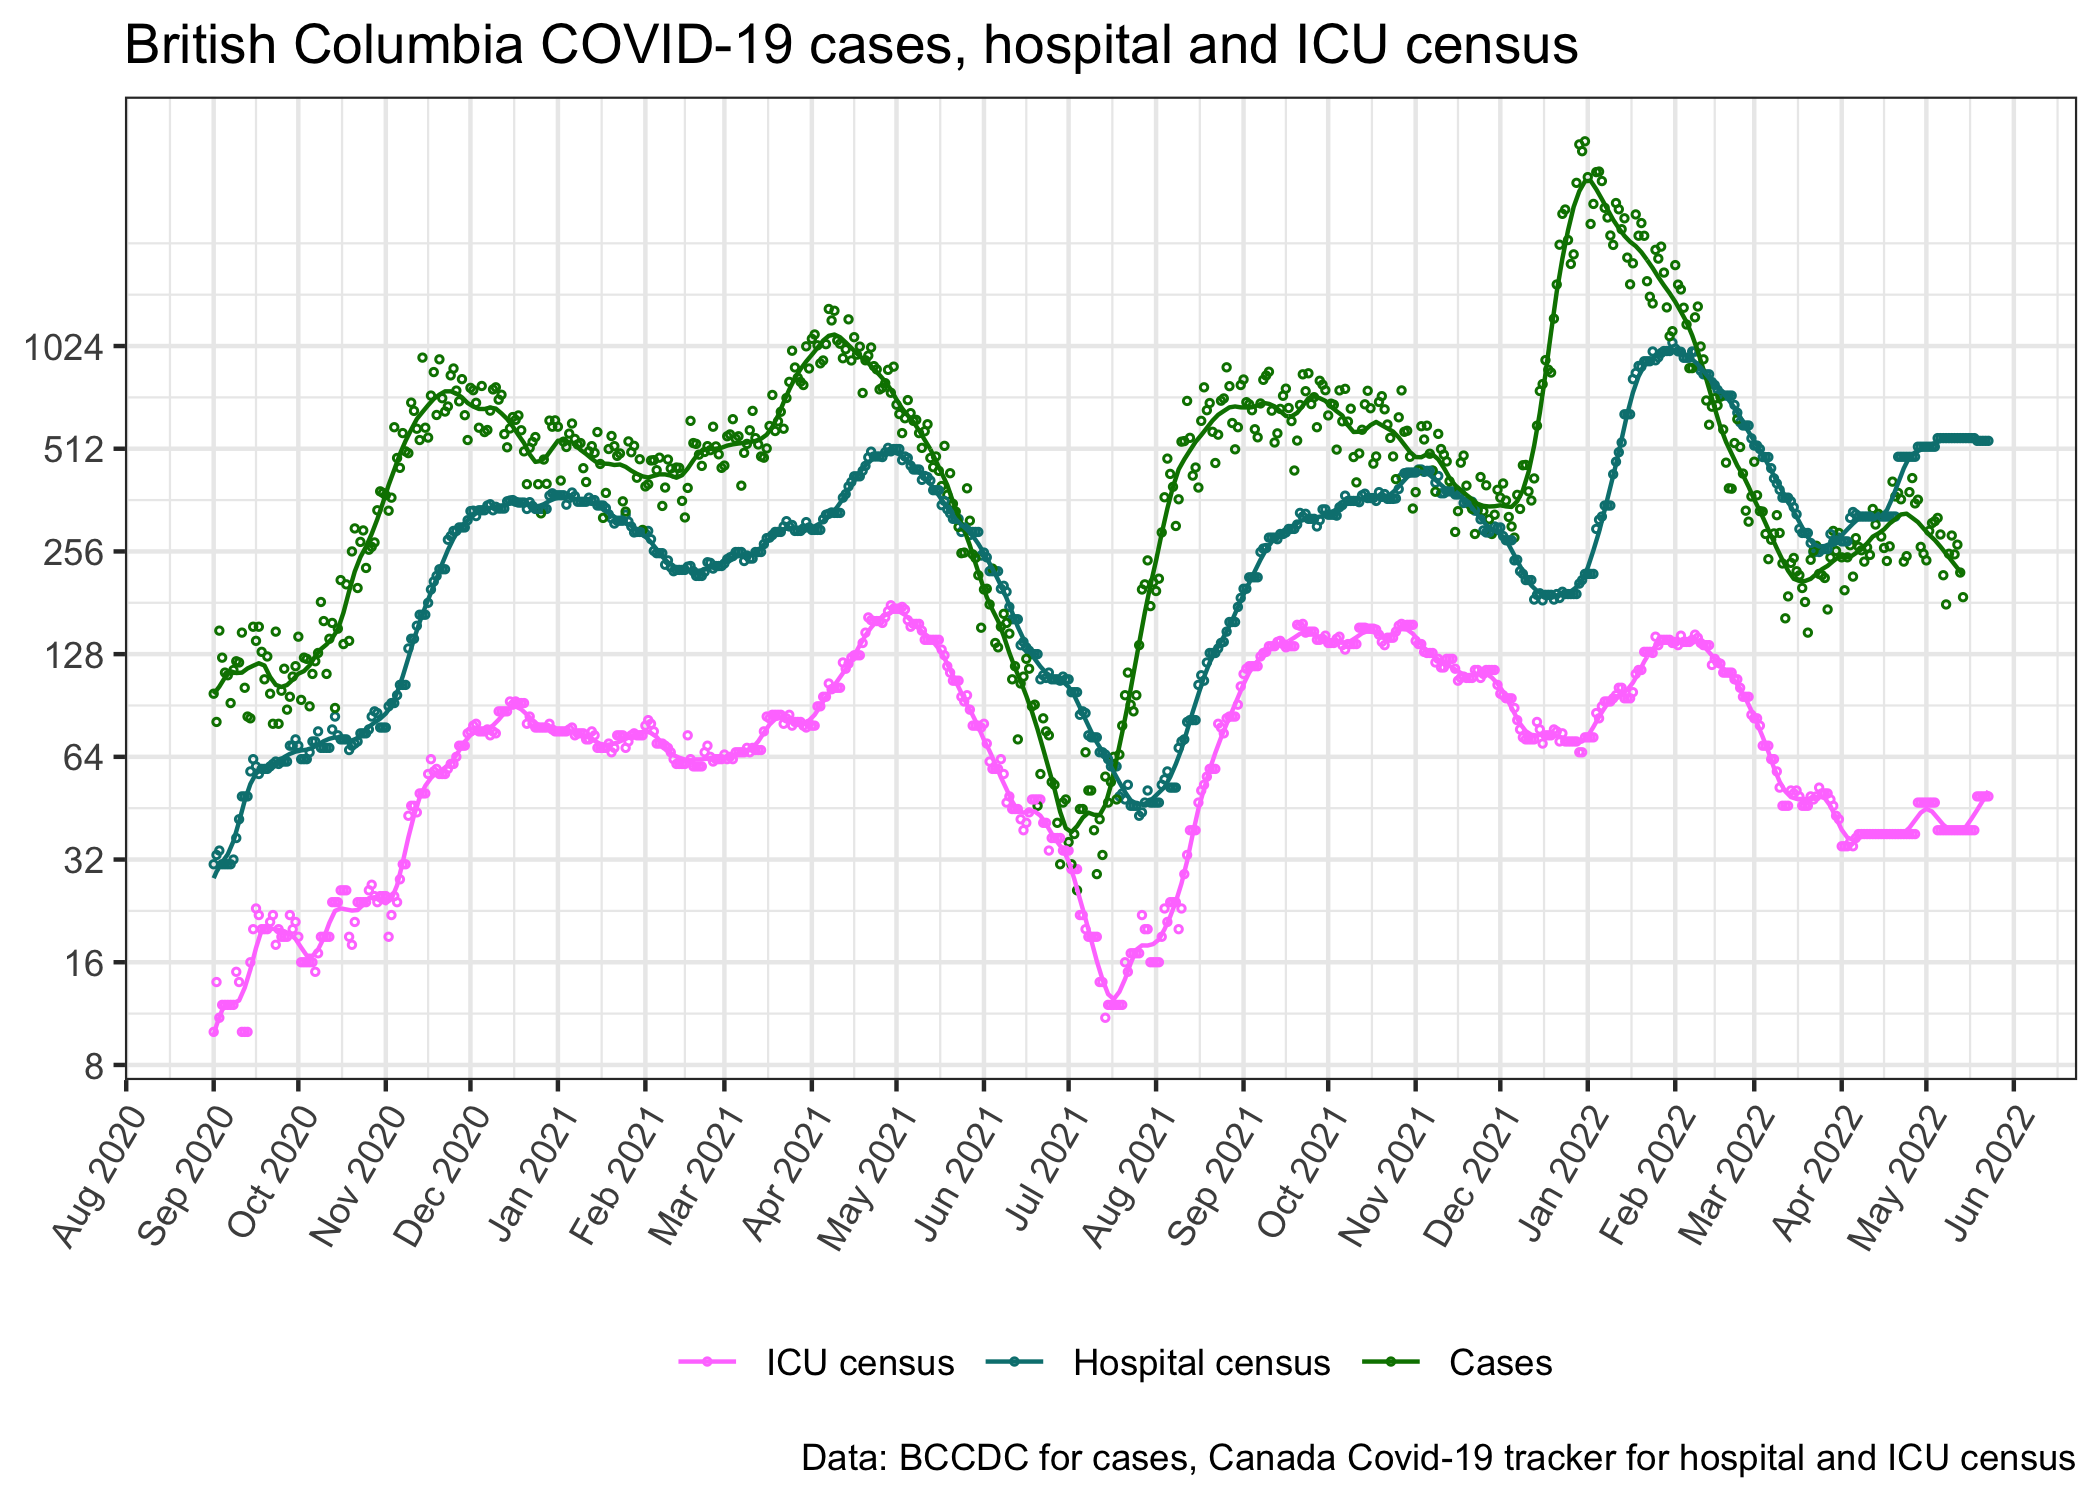 British Columbia COVID-19 cases, hospital and ICU census
1024
512
256
128
64
32
16
8
Aug 2020
Sep 2020
Oct 2020
Nov 2020
Dec 2020
Jan 2021
Feb 2021
Mar 2021
Apr 2021
May 2021
Jun 2021
Jul 2021
Aug 2021
Sep 2021
Oct 2021
Nov 2021
Dec 2021
Jan 2022
Feb 2022
Mar 2022
Apr 2022
May 2022
Jun 2022
ICU census Hospital census Cases
Data: BCCDC for cases, Canada Covid-19 tracker for hospital and ICU census